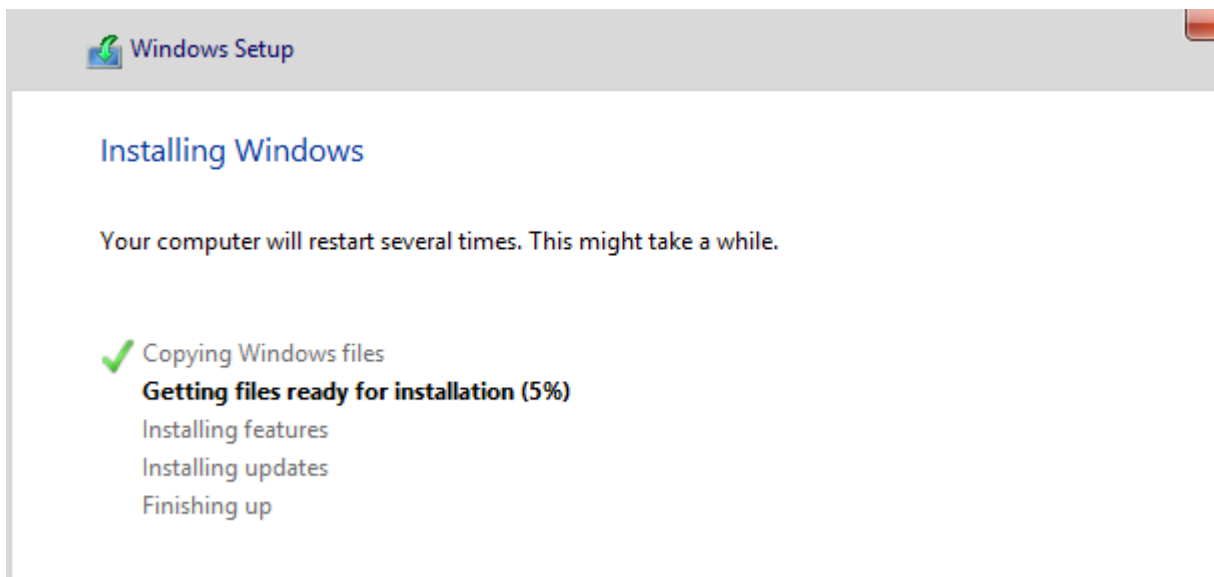 Windows Setup
Installing Windows
Your computer will restart several times. This might take a while.
Copying Windows files
Getting files ready for installation (5%)
Installing features
Installing updates
Finishing up